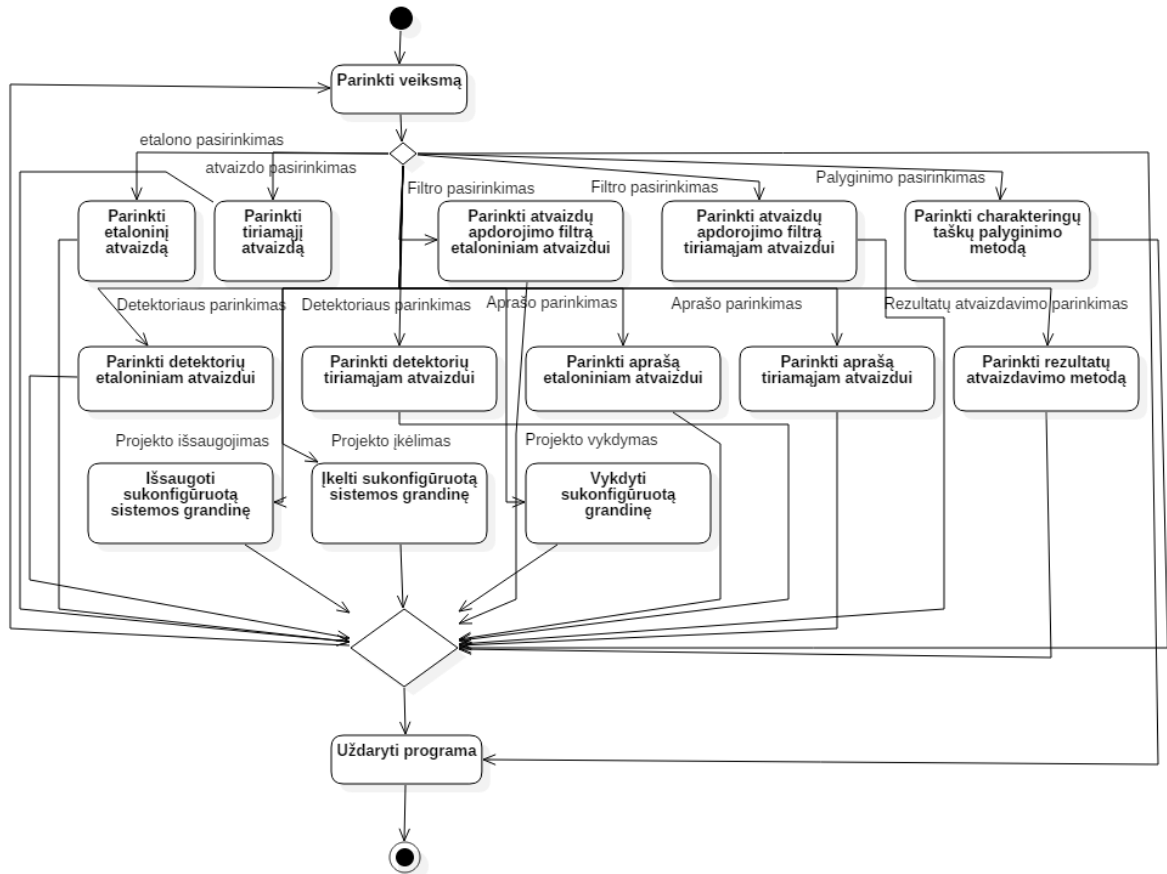 Parinkti veiksmą
etalono pasirinkimas
atvaizdo pasirinkimas
Filtro pasirinkimas
Filtro pasirinkimas
Palyginimo pasirinkimas
Parinkti
etaloninį
atvaizdą
Parinkti
tiriamąjį
atvaizdą
Parinkti atvaizdų
apdorojimo filtrą
etaloniniam atvaizdui
Parinkti atvaizdų
apdorojimo filtrą
tiriamąjam atvaizdui
Parinkti charakteringų
taškų palyginimo
metodą
Detektoriaus parinkimas
Detektoriaus parinkimas
Aprašo parinkimas
Aprašo parinkimas
Rezultatų atvaizdavimo parinkimas
Parinkti detektorių
etaloniniam atvaizdui
Parinkti detektorių
tiriamąjam atvaizdui
Parinkti aprašą
etaloniniam atvaizdui
Parinkti aprašą
tiriamąjam atvaizdui
Parinkti rezultatų
atvaizdavimo metodą
Projekto išsaugojimas
Projekto įkėlimas
Projekto vykdymas
Išsaugoti
sukonfigūruotą
sistemos grandinę
Įkelti sukonfigūruotą
sistemos grandinę
Vykdyti
sukonfigūruotą
grandinę
Uždaryti programa